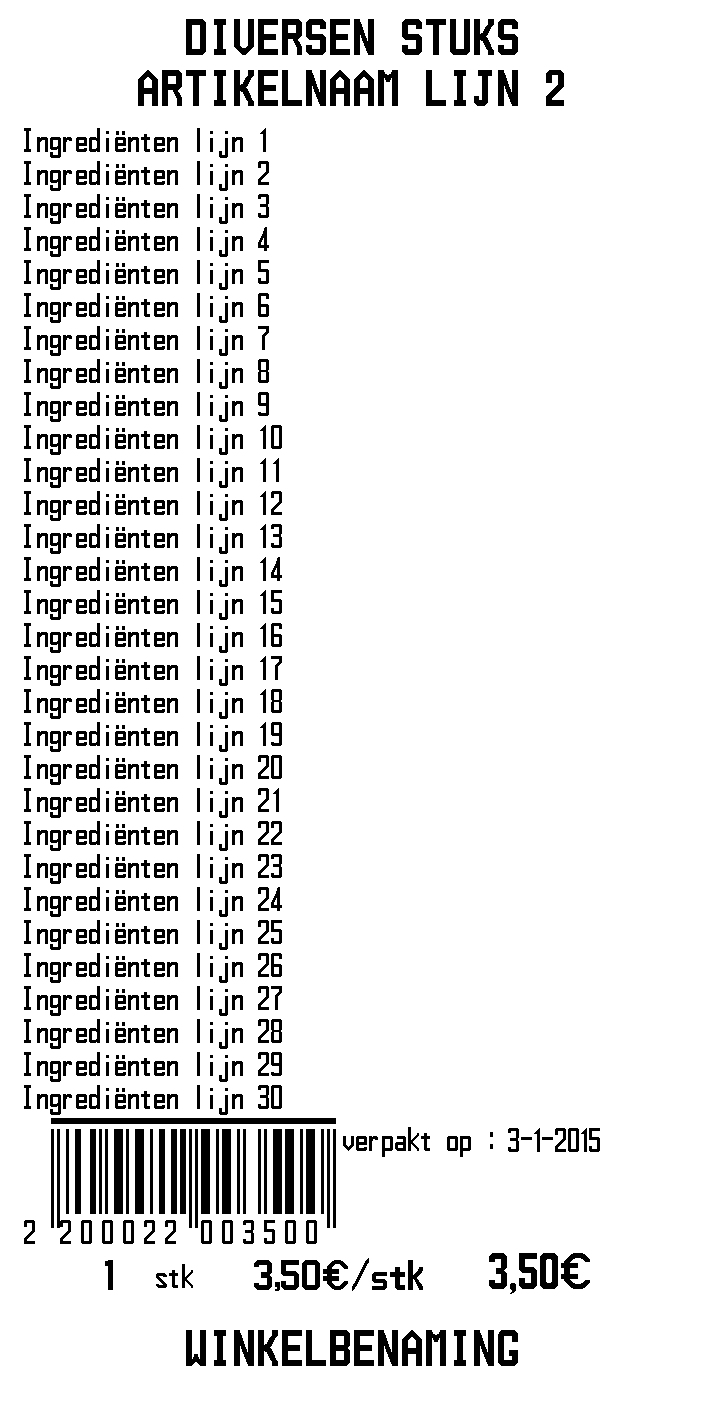 DIVERSEN STUKS
ARTIKELNAAM LIJN 2
Ingrediënten lijn 1
Ingrediënten lijn 2
Ingrediënten lijn 3
Ingrediënten lijn 4
Ingrediënten lijn 5
Ingrediënten lijn 6
Ingrediënten lijn 7
Ingrediënten lijn 8
Ingrediënten lijn 9
Ingrediënten lijn 10
Ingrediënten lijn 11
Ingrediënten lijn 12
Ingrediënten lijn 13
Ingrediënten lijn 14
Ingrediënten lijn 15
Ingrediënten lijn 16
Ingrediënten lijn 17
Ingrediënten lijn 18
Ingrediënten lijn 19
Ingrediënten lijn 20
Ingrediënten lijn 21
Ingrediënten lijn 22
Ingrediënten lijn 23
Ingrediënten lijn 24
Ingrediënten lijn 25
Ingrediënten lijn 26
Ingrediënten lijn 27
Ingrediënten lijn 28
Ingrediënten lijn 29
Ingrediënten lijn 30
verpakt op : 3-1-2015
2 200022 003500
1 stk 3,50€/stk 3,50€
WINKELBENAMING